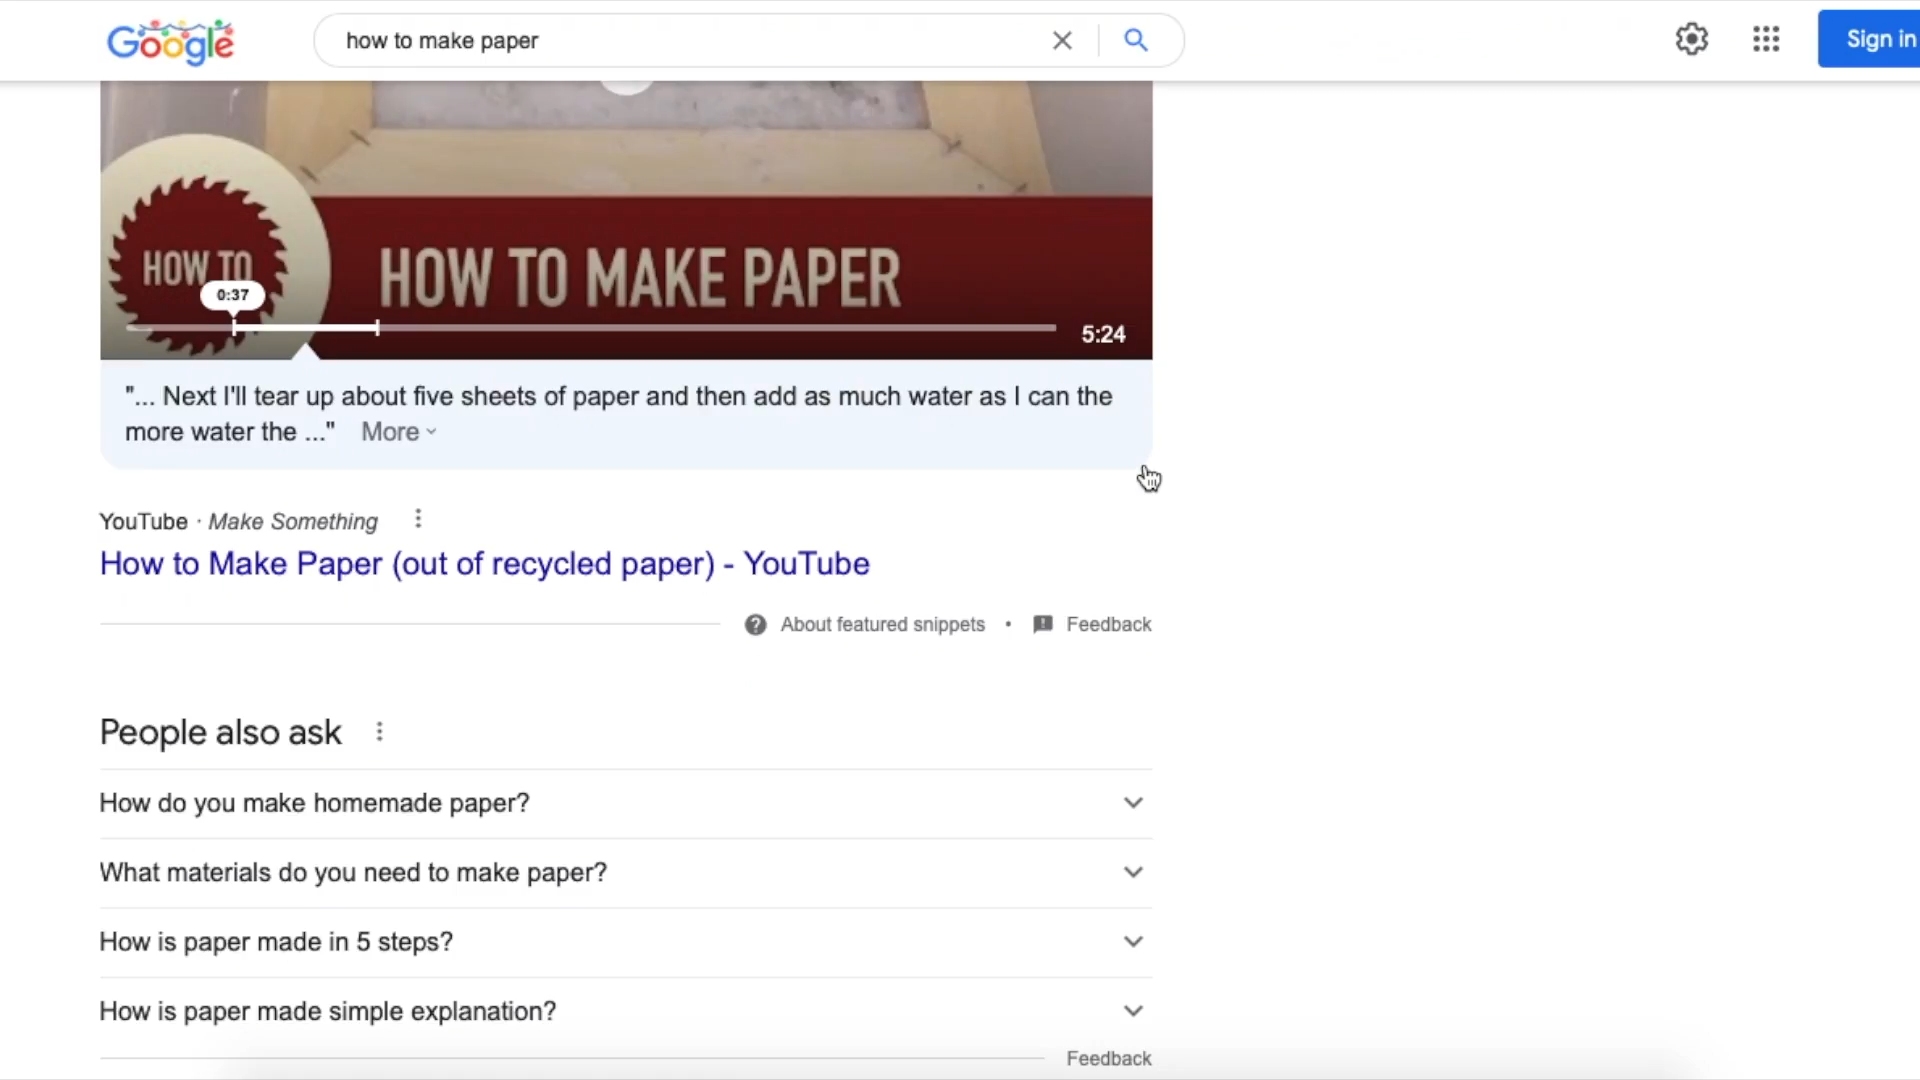 Google
how to make paper
Sign in
HOW TO
HOW TO MAKE PAPER
0:37
5:24
"... Next I'll tear up about five sheets of paper and then add as much water as I can the
more water the ..." More
YouTube · Make Something
How to Make Paper (out of recycled paper) - YouTube
About featured snippets • Feedback
People also ask
How do you make homemade paper?
What materials do you need to make paper?
How is paper made in 5 steps?
How is paper made simple explanation?
Feedback